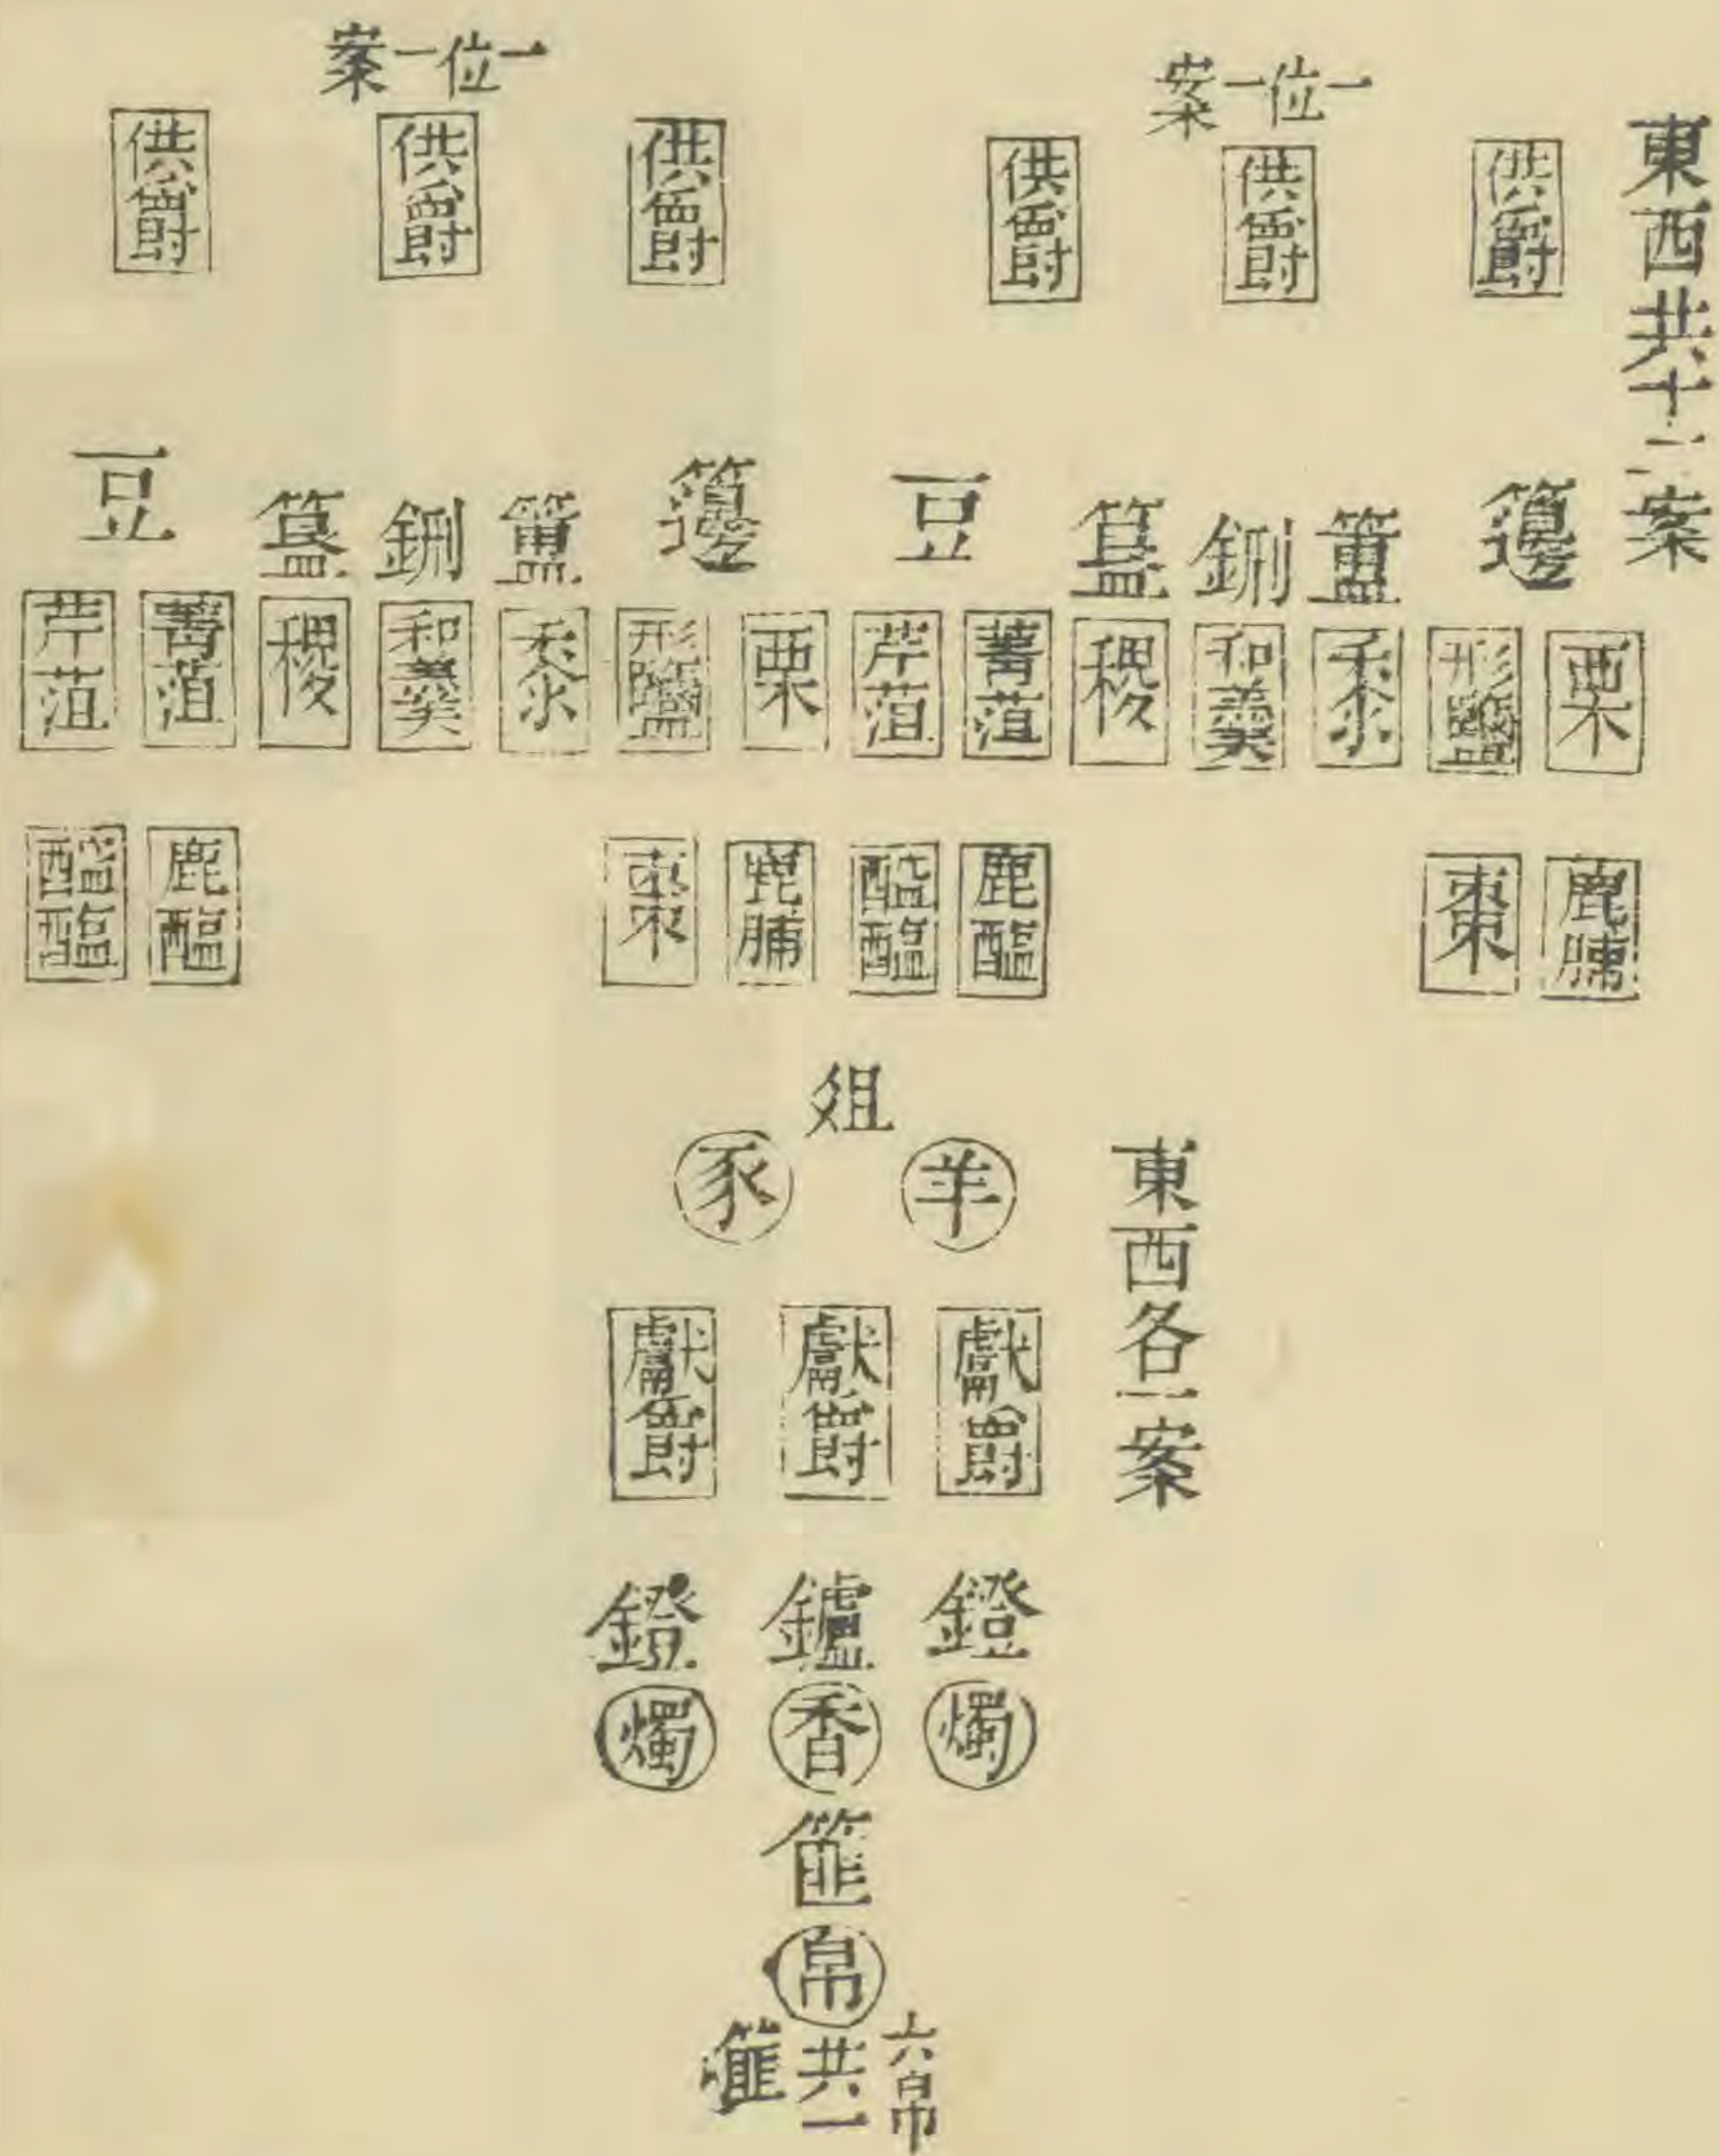 東西共十二案
一位一案
一位一案
供爵 供爵 供爵 供爵 供爵 供爵
籩 簠 鉶 簋 豆 籩 簠 鉶 簋 豆
栗 形鹽 黍 和羹 稷 菁菹 芹菹 栗 形鹽 黍 和羹 稷 菁菹 芹菹
鹿脯 棗 鹿醢 醓醢 鹿脯 棗 鹿醢 醓醢
東西各一案
俎
羊 豕
獻爵 獻爵 獻爵
鐙 鑪 鐙
燭 香 燭
篚
帛
六帛
共一
篚